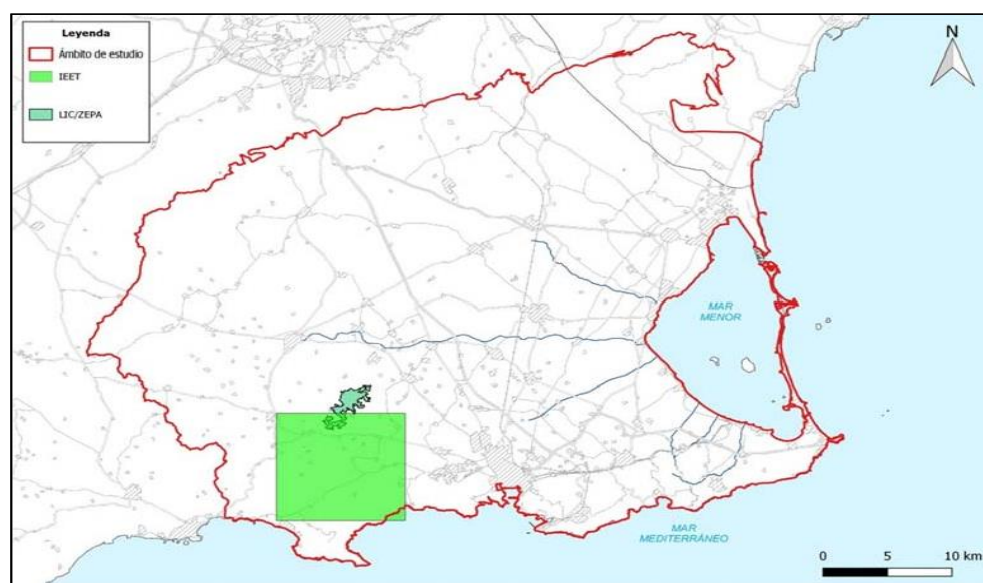 Leyenda
Ámbito de estudio
IEET
LIC/ZEPA
N
MAR
MENOR
MAR
MEDITERRÁNEO
0 5 10 km